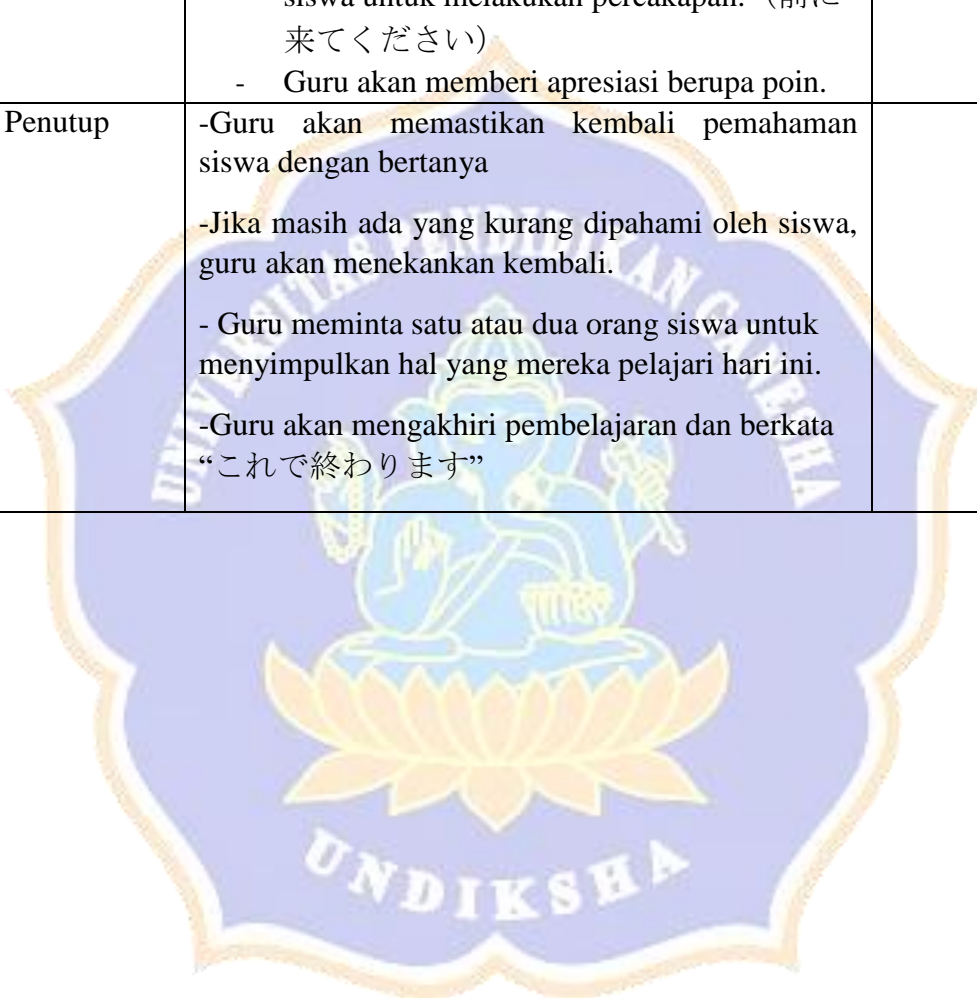 siswa untuk melakukan percakapan. （前に
来てください）
- Guru akan memberi apresiasi berupa poin.
Penutup
-Guru akan memastikan kembali pemahaman
siswa dengan bertanya
-Jika masih ada yang kurang dipahami oleh siswa,
guru akan menekankan kembali.
- Guru meminta satu atau dua orang siswa untuk
menyimpulkan hal yang mereka pelajari hari ini.
-Guru akan mengakhiri pembelajaran dan berkata
“これで終わります”
UNIVERSITAS PENDIDIKAN GANESHA
UNDIKSHA